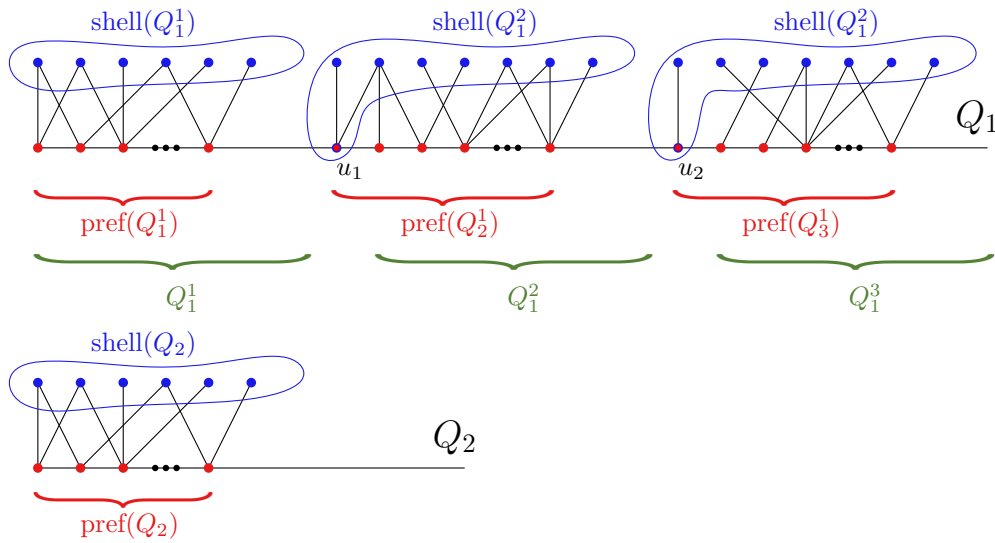 shell(Q_1^1) shell(Q_1^2) shell(Q_1^2)
Q_1
u_1 u_2
pref(Q_1^1) pref(Q_2^1) pref(Q_3^1)
Q_1^1 Q_1^2 Q_1^3
shell(Q_2)
Q_2
pref(Q_2)